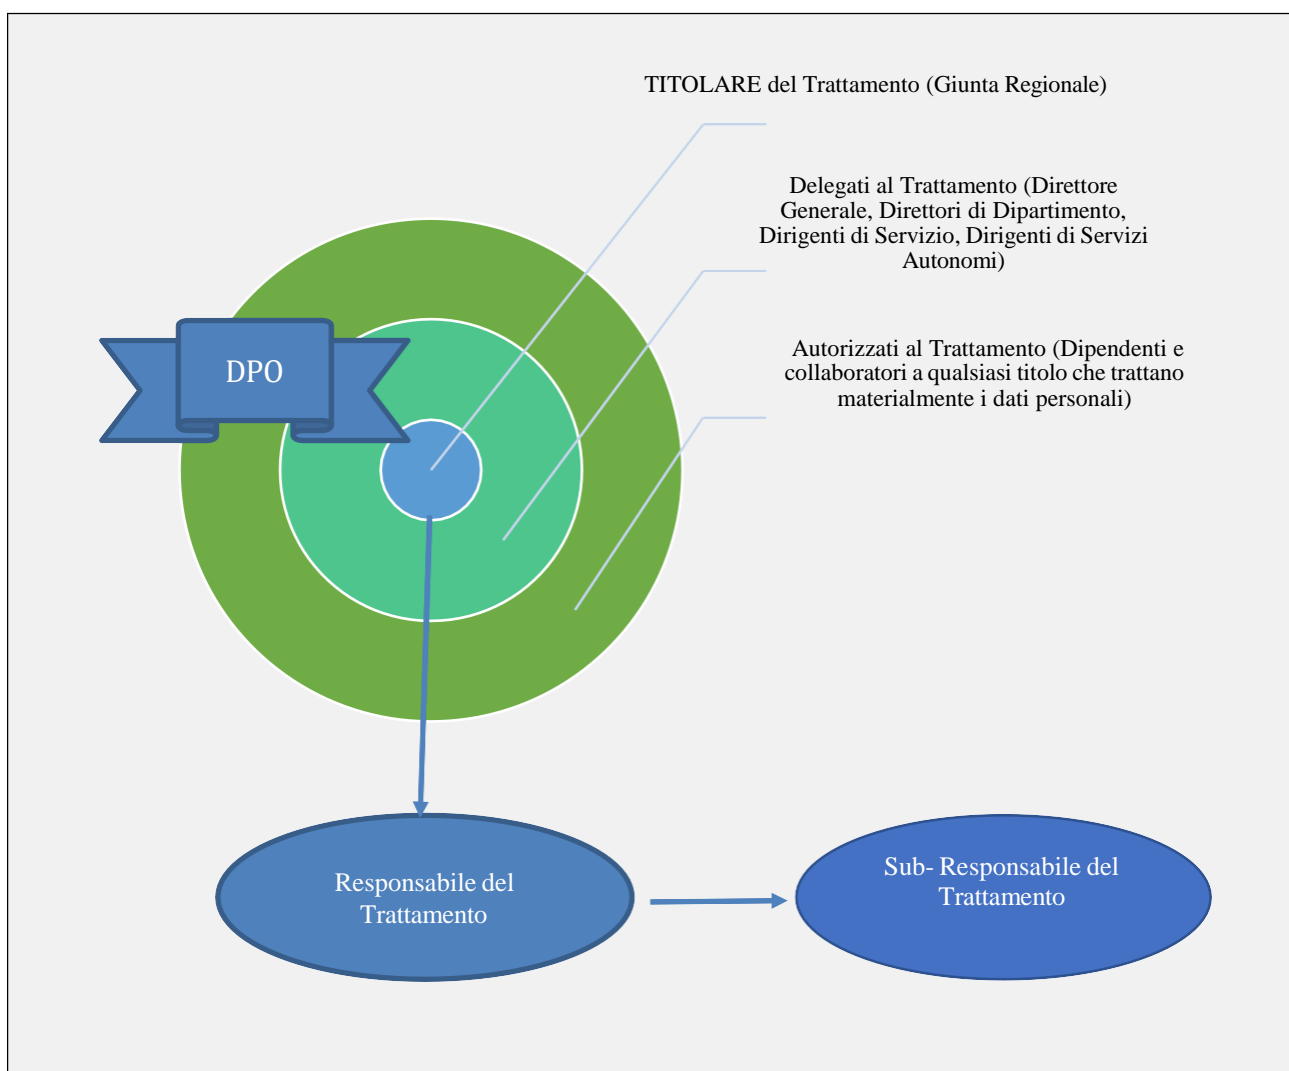 TITOLARE del Trattamento (Giunta Regionale)
Delegati al Trattamento (Direttore
Generale, Direttori di Dipartimento,
Dirigenti di Servizio, Dirigenti di Servizi
Autonomi)
Autorizzati al Trattamento (Dipendenti e
collaboratori a qualsiasi titolo che trattano
materialmente i dati personali)
DPO
Responsabile del
Trattamento
Sub- Responsabile del
Trattamento